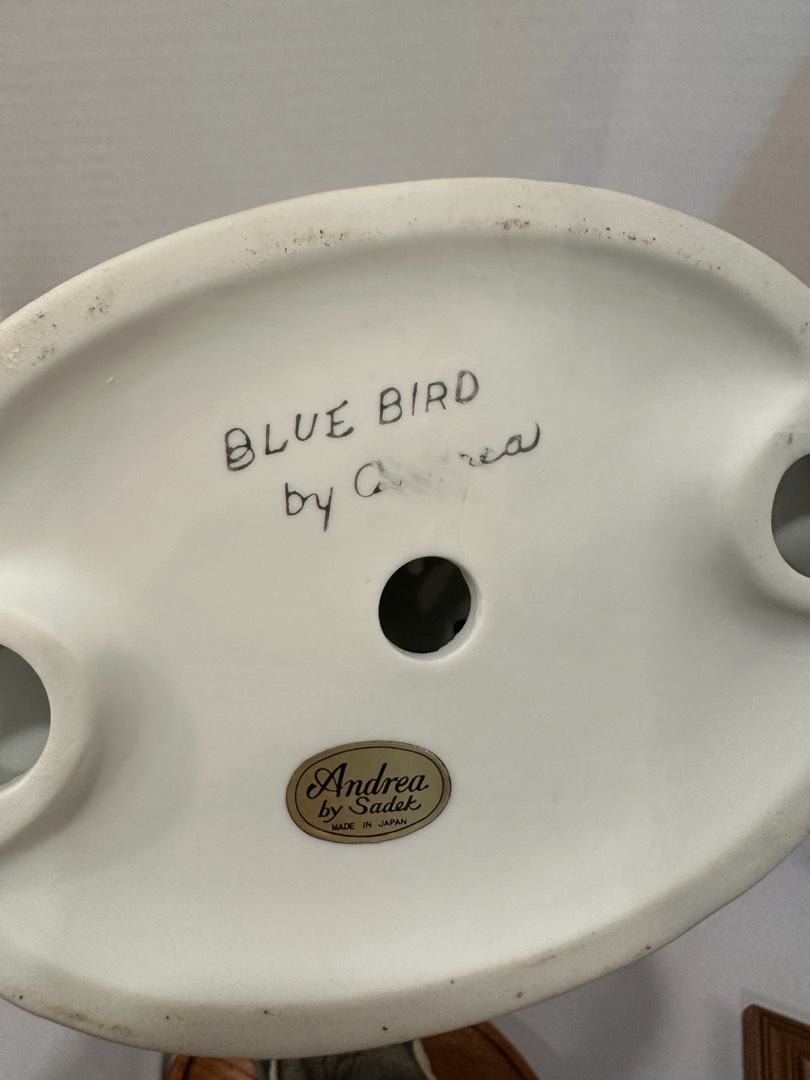 BLUE BIRD
by
Andrea
by Sadek
MADE IN JAPAN